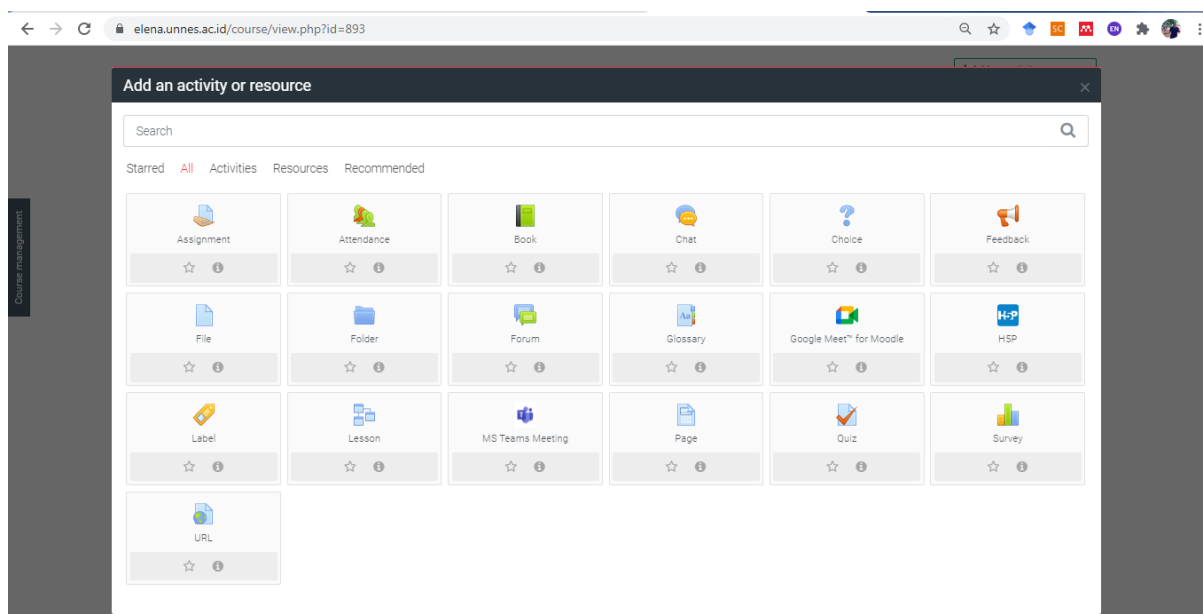 elena.unnes.ac.id/course/view.php?id=893
SC
EN
Add an activity or resource
Search
Starred All Activities Resources Recommended
Course management
Assignment Attendance Book Chat Choice Feedback
File Folder Forum Glossary Google Meet™ for Moodle H5P
Aa
H-P
Label Lesson MS Teams Meeting Page Quiz Survey
URL